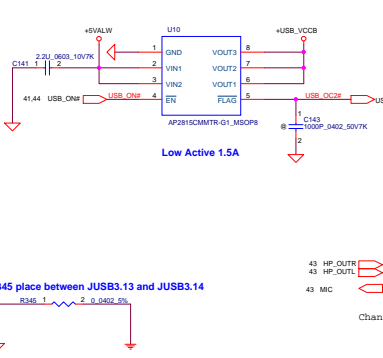 +5VALW
U10
+USB_VCCB
2.2U_0603_10V7K
C141 1 2
1 GND VOUT3 8
2 VIN1 VOUT2 7
3 VIN2 VOUT1 6
41,44 USB_ON# USB_ON# 4 EN FLAG 5 USB_OC2# US
AP2815CMMTR-G1_MSOP8
1
C143
@ 1000P_0402_50V7K
2
Low Active 1.5A
345 place between JUSB3.13 and JUSB3.14
R345 1 2 0_0402_5%
43 HP_OUTR
43 HP_OUTL
43 MIC
Chan